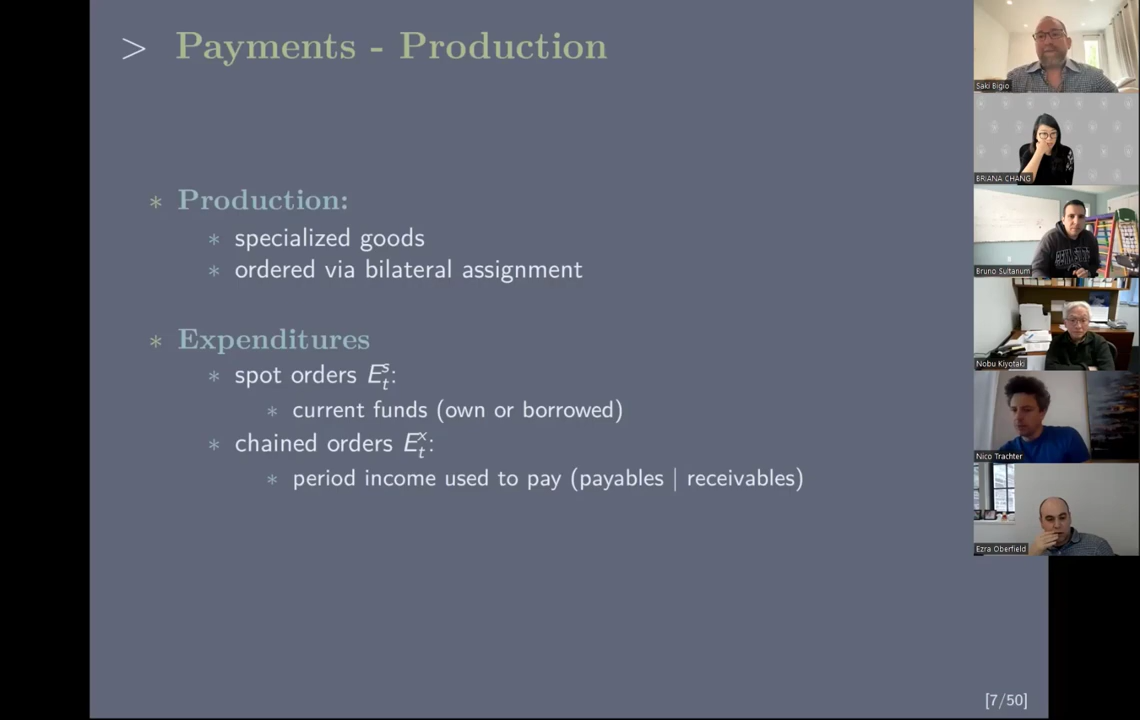 > Payments - Production
* Production:
* specialized goods
* ordered via bilateral assignment
* Expenditures
* spot orders E_t^s:
* current funds (own or borrowed)
* chained orders E_t^x:
* period income used to pay (payables | receivables)
[7/50]
Saki Bigio
BRIANA CHANG
Bruno Sultanum
Nobu Kiyotaki
Nico Trachter
Ezra Oberfield